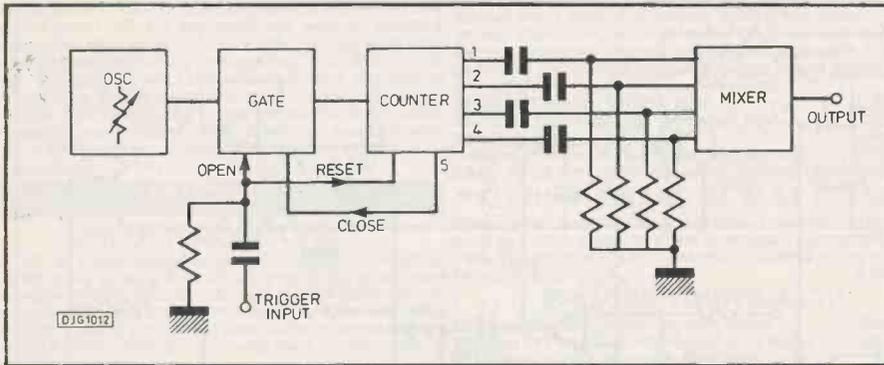 OSC
GATE
COUNTER
1
2
3
4
MIXER
OUTPUT
OPEN
RESET
5
CLOSE
TRIGGER
INPUT
DJG1012